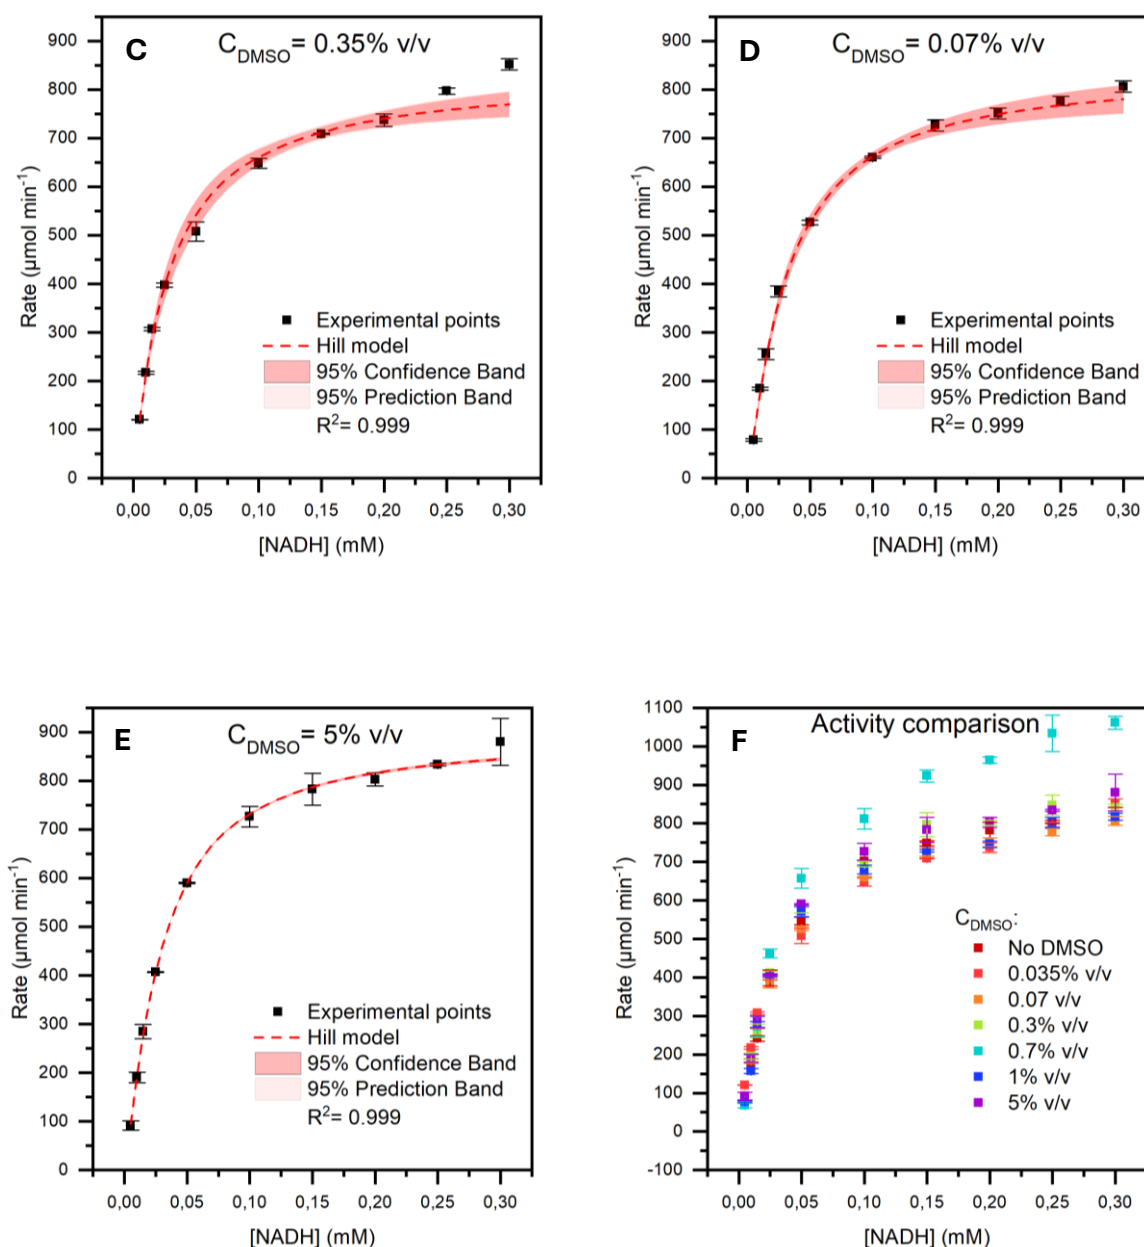 C
C_DMSO= 0.35% v/v
900
800
700
600
500
400
300
200
100
0
Rate (µmol min⁻¹)
Experimental points
Hill model
95% Confidence Band
95% Prediction Band
R²= 0.999
0,00 0,05 0,10 0,15 0,20 0,25 0,30
[NADH] (mM)
D
C_DMSO= 0.07% v/v
900
800
700
600
500
400
300
200
100
0
Rate (µmol min⁻¹)
Experimental points
Hill model
95% Confidence Band
95% Prediction Band
R²= 0.999
0,00 0,05 0,10 0,15 0,20 0,25 0,30
[NADH] (mM)
E
C_DMSO= 5% v/v
900
800
700
600
500
400
300
200
100
0
Rate (µmol min⁻¹)
Experimental points
Hill model
95% Confidence Band
95% Prediction Band
R²= 0.999
0,00 0,05 0,10 0,15 0,20 0,25 0,30
[NADH] (mM)
F
Activity comparison
1100
1000
900
800
700
600
500
400
300
200
100
0
-100
Rate (µmol min⁻¹)
C_DMSO:
No DMSO
0.035% v/v
0.07 v/v
0.3% v/v
0.7% v/v
1% v/v
5% v/v
0,00 0,05 0,10 0,15 0,20 0,25 0,30
[NADH] (mM)